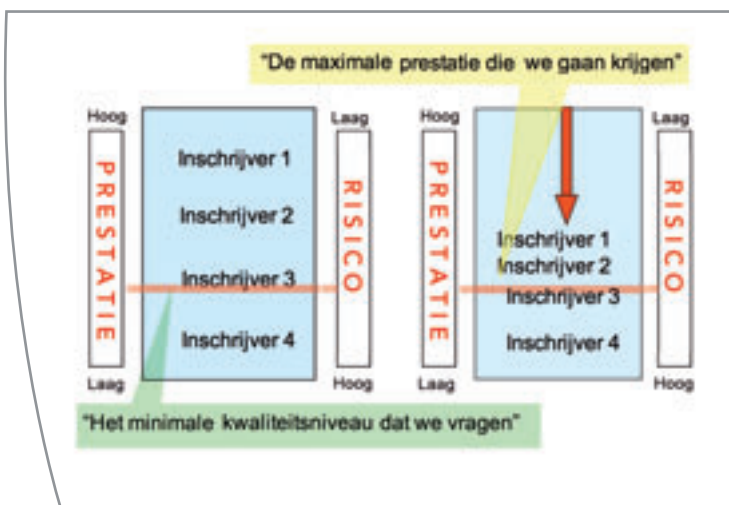 "De maximale prestatie die we gaan krijgen"
Hoog
PRESTATIE
Laag
Inschrijver 1
Inschrijver 2
Inschrijver 3
Inschrijver 4
Laag
RISICO
Hoog
Hoog
PRESTATIE
Laag
Inschrijver 1
Inschrijver 2
Inschrijver 3
Inschrijver 4
Laag
RISICO
Hoog
"Het minimale kwaliteitsniveau dat we vragen"